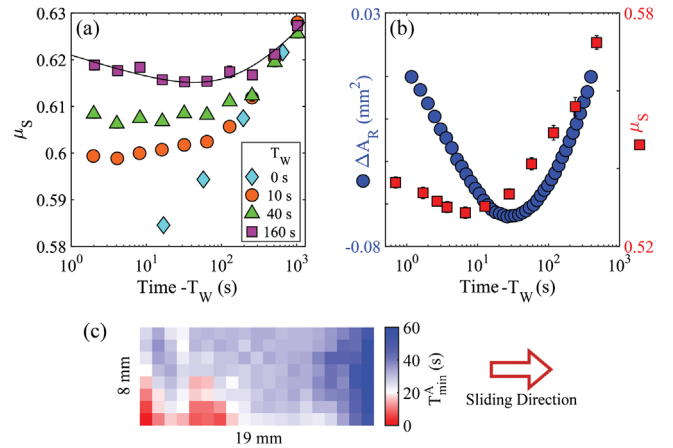 (a)
0.63
0.62
0.61
0.6
0.59
0.58
μS
TW
0 s
10 s
40 s
160 s
10^0
10^1
10^2
10^3
Time -TW (s)
(b)
0.03
-0.08
ΔAR (mm²)
0.58
0.52
μS
10^0
10^1
10^2
10^3
Time -TW (s)
(c)
8 mm
19 mm
60
40
20
0
T^A_min (s)
Sliding Direction